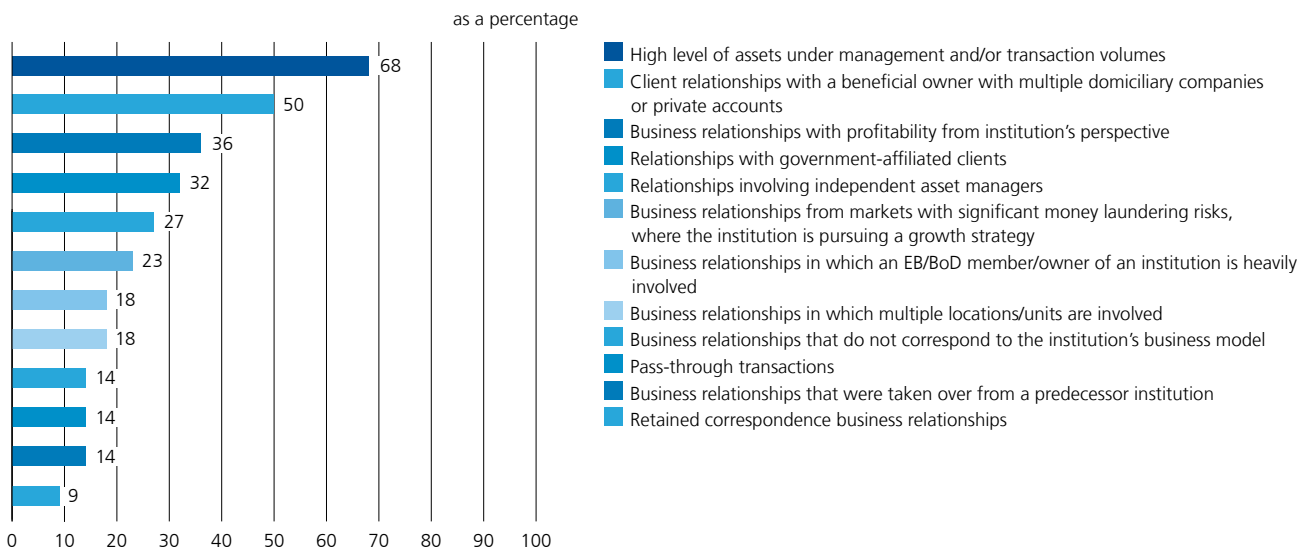 as a percentage
68
50
36
32
27
23
18
18
14
14
14
9
0 10 20 30 40 50 60 70 80 90 100
High level of assets under management and/or transaction volumes
Client relationships with a beneficial owner with multiple domiciliary companies
or private accounts
Business relationships with profitability from institution’s perspective
Relationships with government-affiliated clients
Relationships involving independent asset managers
Business relationships from markets with significant money laundering risks,
where the institution is pursuing a growth strategy
Business relationships in which an EB/BoD member/owner of an institution is heavily
involved
Business relationships in which multiple locations/units are involved
Business relationships that do not correspond to the institution’s business model
Pass-through transactions
Business relationships that were taken over from a predecessor institution
Retained correspondence business relationships